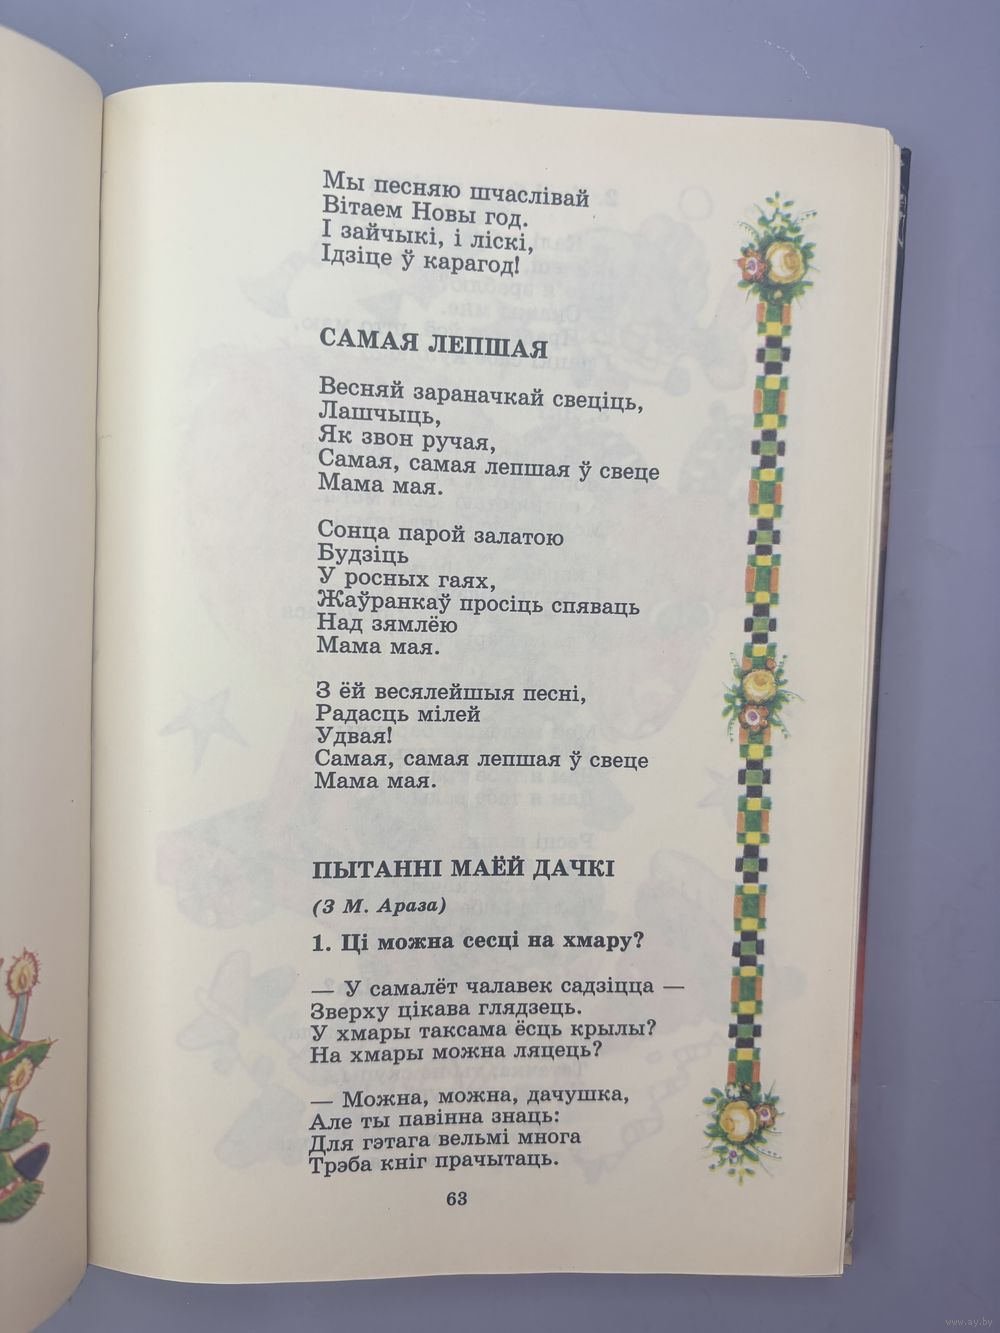 Мы песняю шчаслівай
Вітаем Новы год.
І зайчыкі, і ліскі,
Ідзіце ў карагод!
САМАЯ ЛЕПШАЯ
Весняй зараначкай свеціць,
Лашчыць,
Як звон ручая,
Самая, самая лепшая ў свеце
Мама мая.
Сонца парой залатою
Будзіць
У росных гаях,
Жаўранкаў просіць спяваць
Над зямлёю
Мама мая.
З ёй весялейшыя песні,
Радасць мілей
Удвая!
Самая, самая лепшая ў свеце
Мама мая.
ПЫТАННІ МАЁЙ ДАЧКІ
(З М. Араза)
1. Ці можна сесці на хмару?
— У самалёт чалавек садзіцца —
Зверху цікава глядзець.
У хмары таксама ёсць крылы?
На хмары можна ляцець?
— Можна, можна, дачушка,
Але ты павінна знаць:
Для гэтага вельмі многа
Трэба кніг прачытаць.
63
www.ay.by